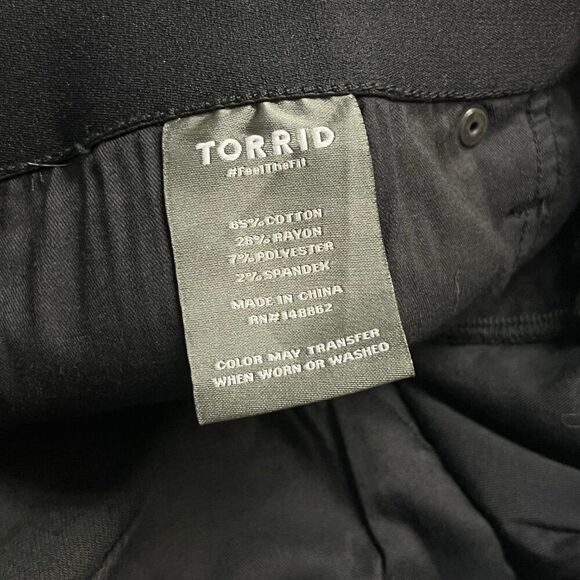 TORRID
#FeelTheFit
65% COTTON
26% RAYON
7% POLYESTER
2% SPANDEX
MADE IN CHINA
RN# 148862
COLOR MAY TRANSFER
WHEN WORN OR WASHED